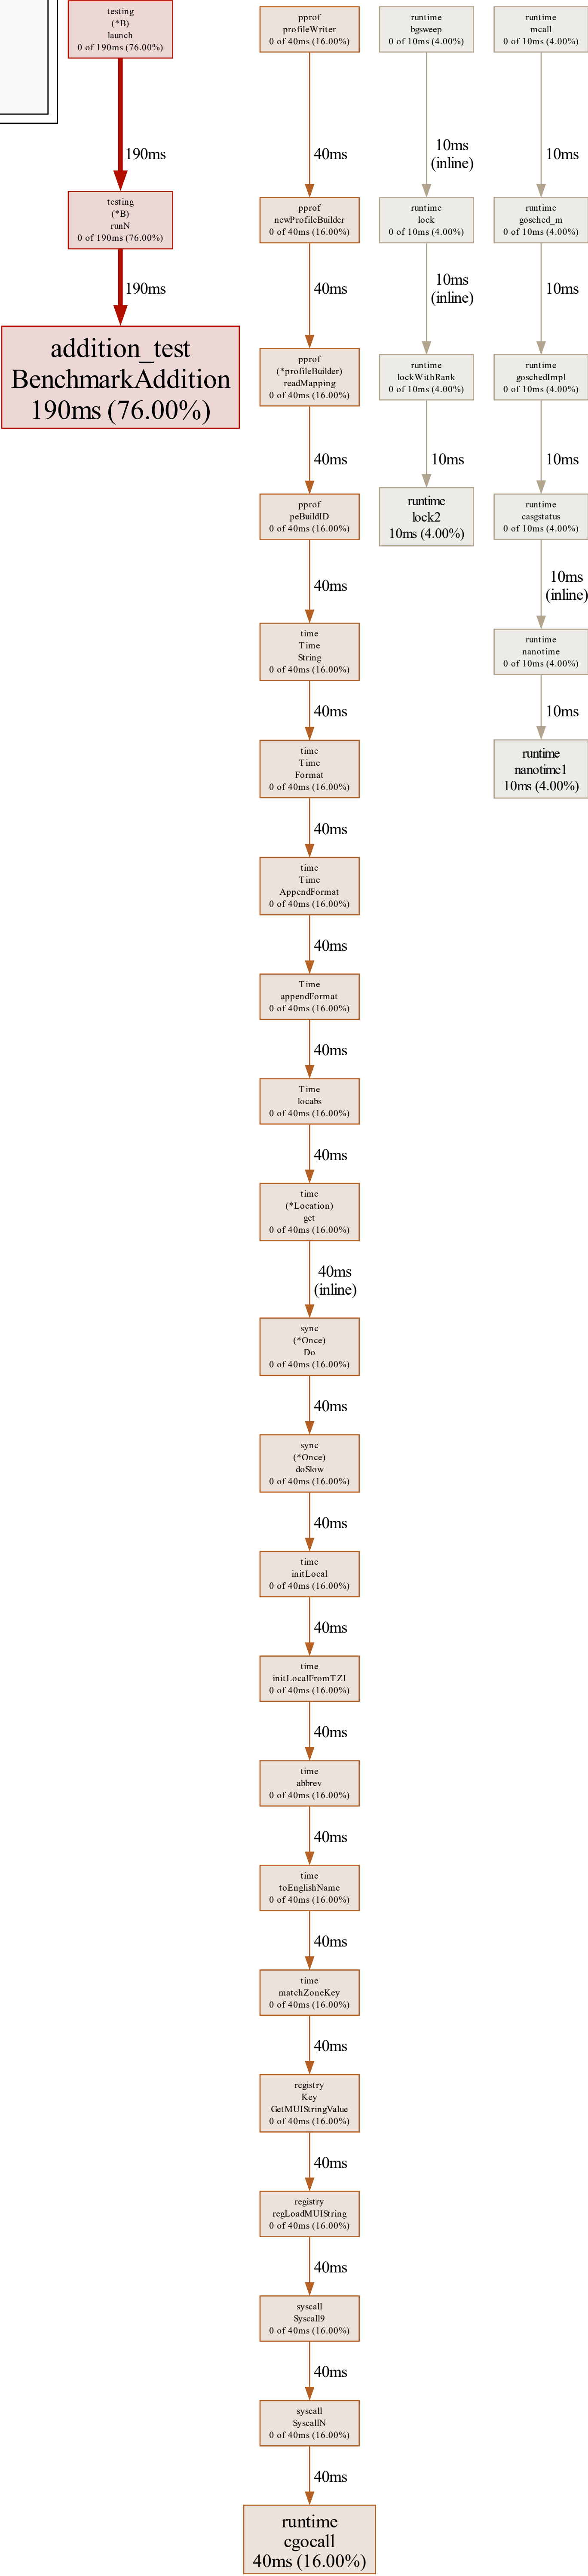 testing
(*B)
launch
0 of 190ms (76.00%)
190ms
testing
(*B)
runN
0 of 190ms (76.00%)
190ms
addition_test
BenchmarkAddition
190ms (76.00%)
pprof
profileWriter
0 of 40ms (16.00%)
40ms
pprof
newProfileBuilder
0 of 40ms (16.00%)
40ms
pprof
(*profileBuilder)
readMapping
0 of 40ms (16.00%)
40ms
pprof
peBuildID
0 of 40ms (16.00%)
40ms
time
Time
String
0 of 40ms (16.00%)
40ms
time
Time
Format
0 of 40ms (16.00%)
40ms
time
Time
AppendFormat
0 of 40ms (16.00%)
40ms
Time
appendFormat
0 of 40ms (16.00%)
40ms
Time
locabs
0 of 40ms (16.00%)
40ms
time
(*Location)
get
0 of 40ms (16.00%)
40ms
(inline)
sync
(*Once)
Do
0 of 40ms (16.00%)
40ms
sync
(*Once)
doSlow
0 of 40ms (16.00%)
40ms
time
initLocal
0 of 40ms (16.00%)
40ms
time
initLocalFromTZI
0 of 40ms (16.00%)
40ms
time
abbrev
0 of 40ms (16.00%)
40ms
time
toEnglishName
0 of 40ms (16.00%)
40ms
time
matchZoneKey
0 of 40ms (16.00%)
40ms
registry
Key
GetMUIStringValue
0 of 40ms (16.00%)
40ms
registry
regLoadMUIString
0 of 40ms (16.00%)
40ms
syscall
Syscall9
0 of 40ms (16.00%)
40ms
syscall
SyscallN
0 of 40ms (16.00%)
40ms
runtime
cgocall
40ms (16.00%)
runtime
bgsweep
0 of 10ms (4.00%)
10ms
(inline)
runtime
lock
0 of 10ms (4.00%)
10ms
(inline)
runtime
lockWithRank
0 of 10ms (4.00%)
10ms
runtime
lock2
10ms (4.00%)
runtime
mcall
0 of 10ms (4.00%)
10ms
runtime
gosched_m
0 of 10ms (4.00%)
10ms
runtime
goschedImpl
0 of 10ms (4.00%)
10ms
runtime
casgstatus
0 of 10ms (4.00%)
10ms
(inline)
runtime
nanotime
0 of 10ms (4.00%)
10ms
runtime
nanotime1
10ms (4.00%)